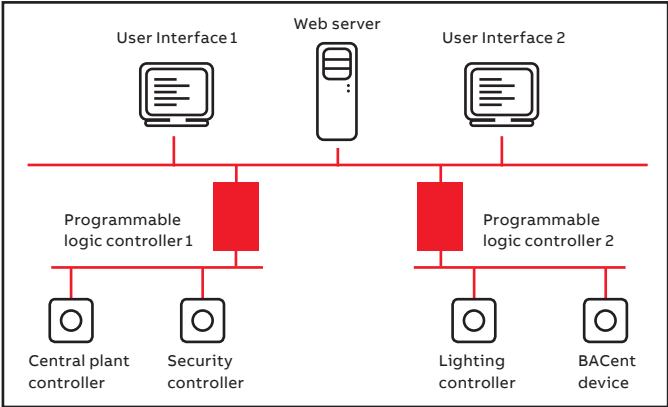 Web server
User Interface 1
User Interface 2
Programmable
logic controller 1
Programmable
logic controller 2
Central plant
controller
Security
controller
Lighting
controller
BACent
device